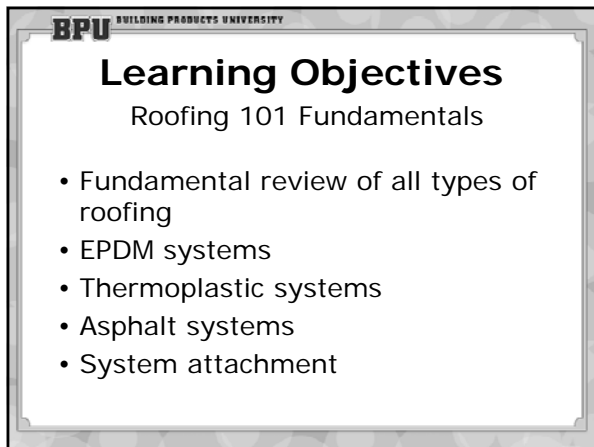 BPU BUILDING PRODUCTS UNIVERSITY
Learning Objectives
Roofing 101 Fundamentals
• Fundamental review of all types of
roofing
• EPDM systems
• Thermoplastic systems
• Asphalt systems
• System attachment